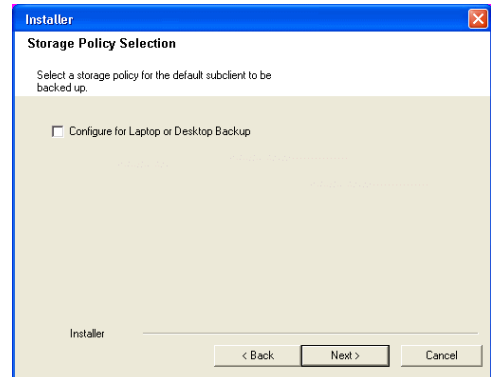 Installer
Storage Policy Selection
Select a storage policy for the default subclient to be
backed up.
Configure for Laptop or Desktop Backup
Installer
< Back
Next >
Cancel